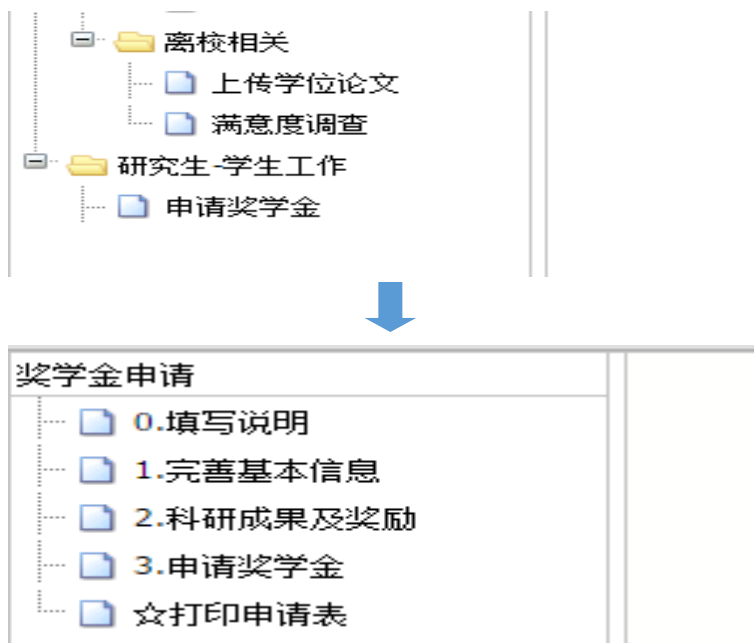 离校相关
上传学位论文
满意度调查
研究生-学生工作
申请奖学金
奖学金申请
0.填写说明
1.完善基本信息
2.科研成果及奖励
3.申请奖学金
☆打印申请表